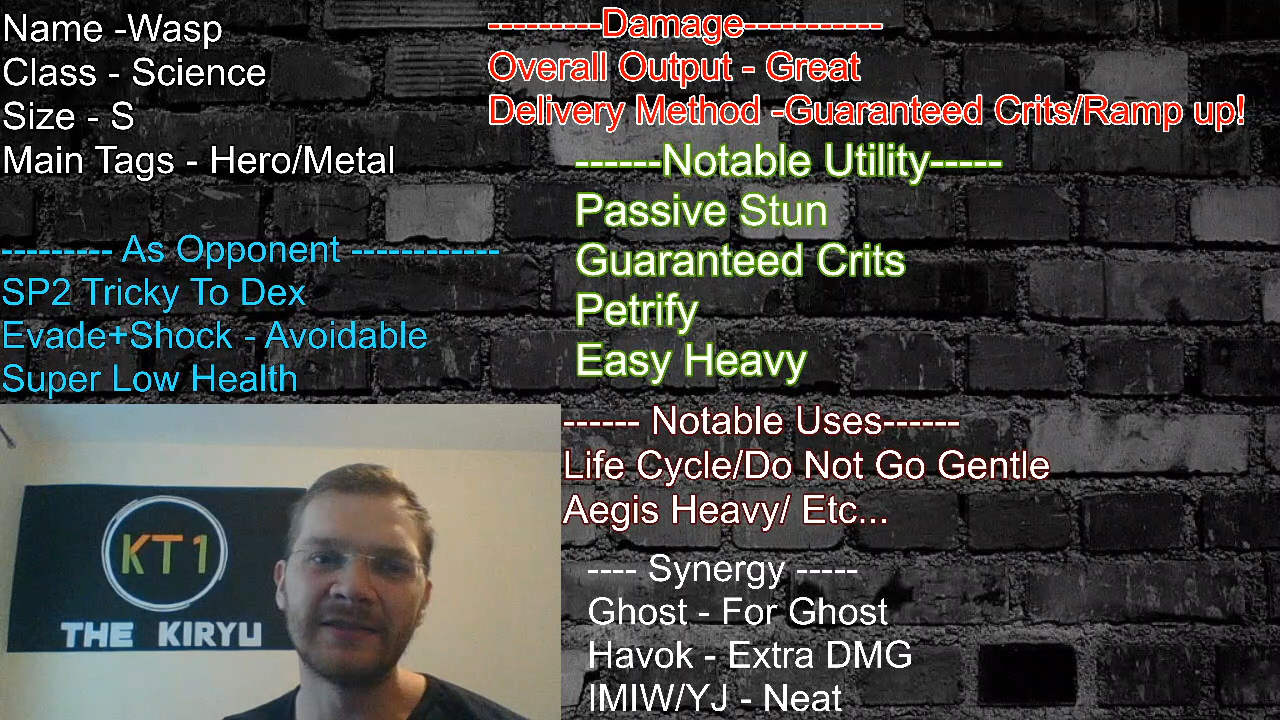 Name -Wasp
Class - Science
Size - S
Main Tags - Hero/Metal
--------- As Opponent ------------
SP2 Tricky To Dex
Evade+Shock - Avoidable
Super Low Health
KT1
THE KIRYU
---------Damage-----------
Overall Output - Great
Delivery Method -Guaranteed Crits/Ramp up!
------Notable Utility-----
Passive Stun
Guaranteed Crits
Petrify
Easy Heavy
------ Notable Uses------
Life Cycle/Do Not Go Gentle
Aegis Heavy/ Etc...
---- Synergy -----
Ghost - For Ghost
Havok - Extra DMG
IMIW/YJ - Neat